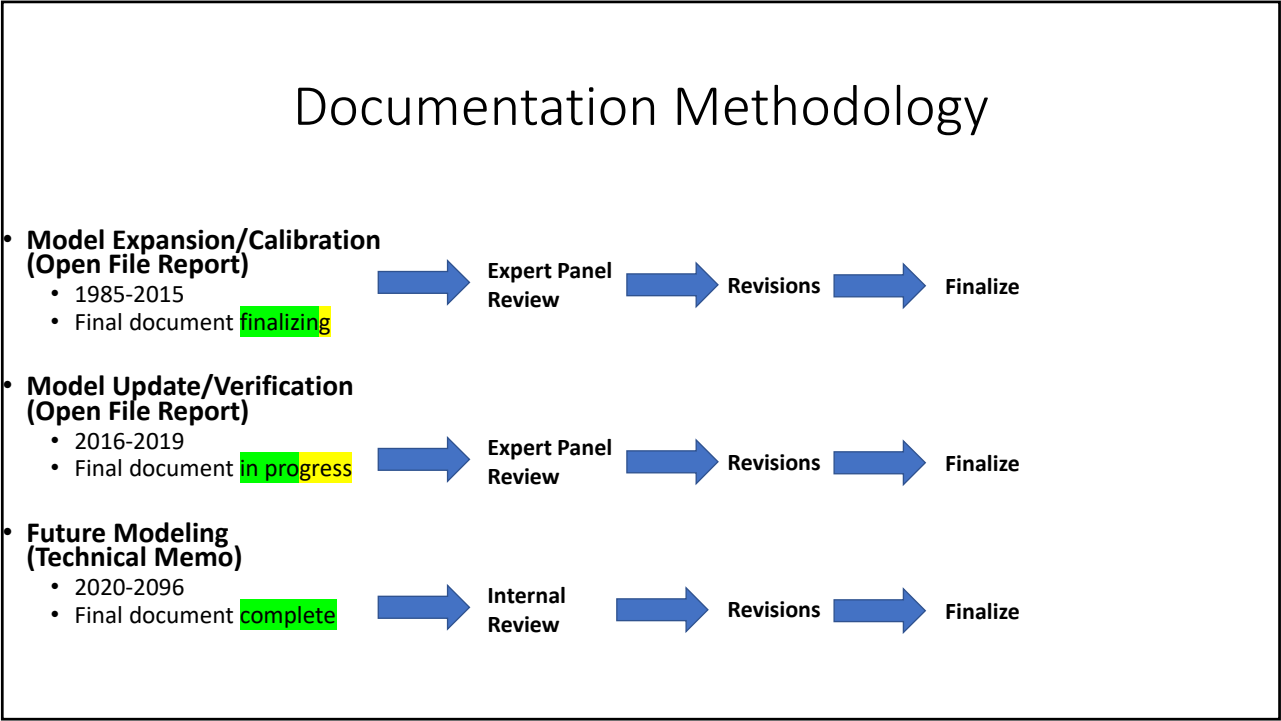 Documentation Methodology
• Model Expansion/Calibration
(Open File Report)
• 1985-2015
• Final document finalizing
Expert Panel
Review
Revisions
Finalize
• Model Update/Verification
(Open File Report)
• 2016-2019
• Final document in progress
Expert Panel
Review
Revisions
Finalize
• Future Modeling
(Technical Memo)
• 2020-2096
• Final document complete
Internal
Review
Revisions
Finalize